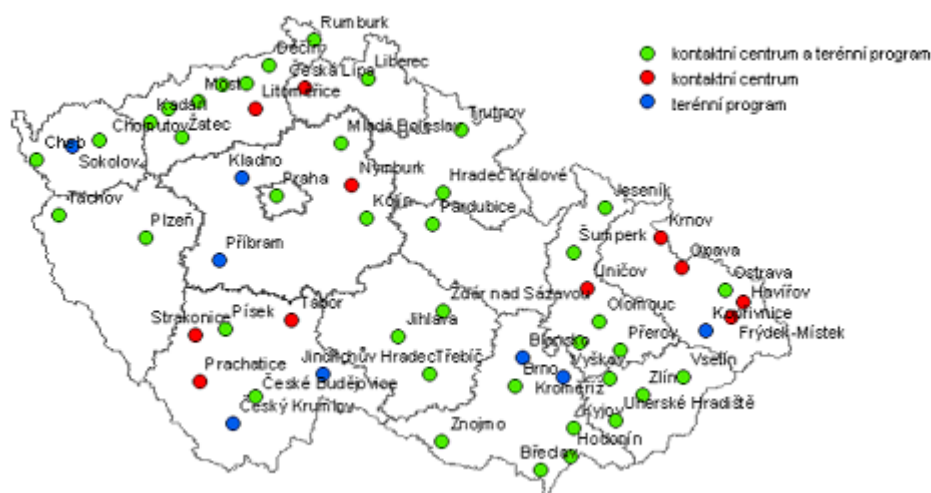 Rumburk
Děčín
Liberec
kontaktní centrum a terénní program
kontaktní centrum
terénní program
Most
Česká Lípa
Litoměřice
Kadaň
Chomutov
Žatec
Trutnov
Mladá Boleslav
Cheb
Sokolov
Kladno
Praha
Nymburk
Kolín
Hradec Králové
Pardubice
Jeseník
Tachov
Plzeň
Příbram
Šumperk
Krnov
Opava
Uničov
Ostrava
Havířov
Kopřivnice
Frýdek-Místek
Olomouc
Přerov
Žďár nad Sázavou
Jihlava
Strakonice
Písek
Tábor
Prachatice
Jindřichův Hradec
Třebíč
České Budějovice
Český Krumlov
Blansko
Brno
Vyškov
Kroměříž
Vsetín
Zlín
Uherské Hradiště
Kyjov
Hodonín
Znojmo
Břeclav